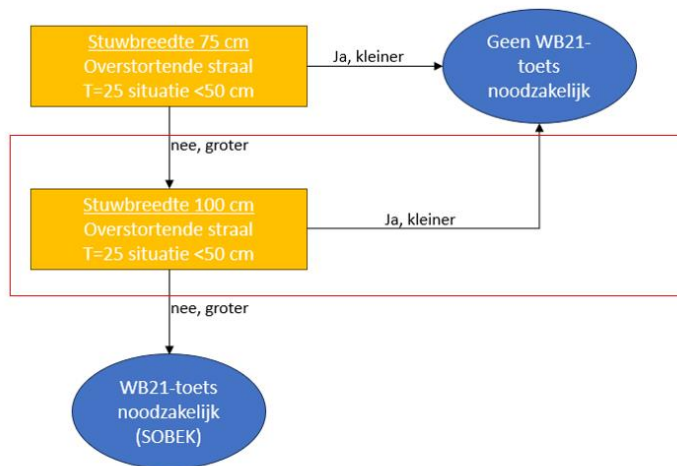 Stuwbreedte 75 cm
Overstortende straal
T=25 situatie <50 cm
Ja, kleiner
Geen WB21-
toets
noodzakelijk
nee, groter
Stuwbreedte 100 cm
Overstortende straal
T=25 situatie <50 cm
Ja, kleiner
nee, groter
WB21-toets
noodzakelijk
(SOBEK)